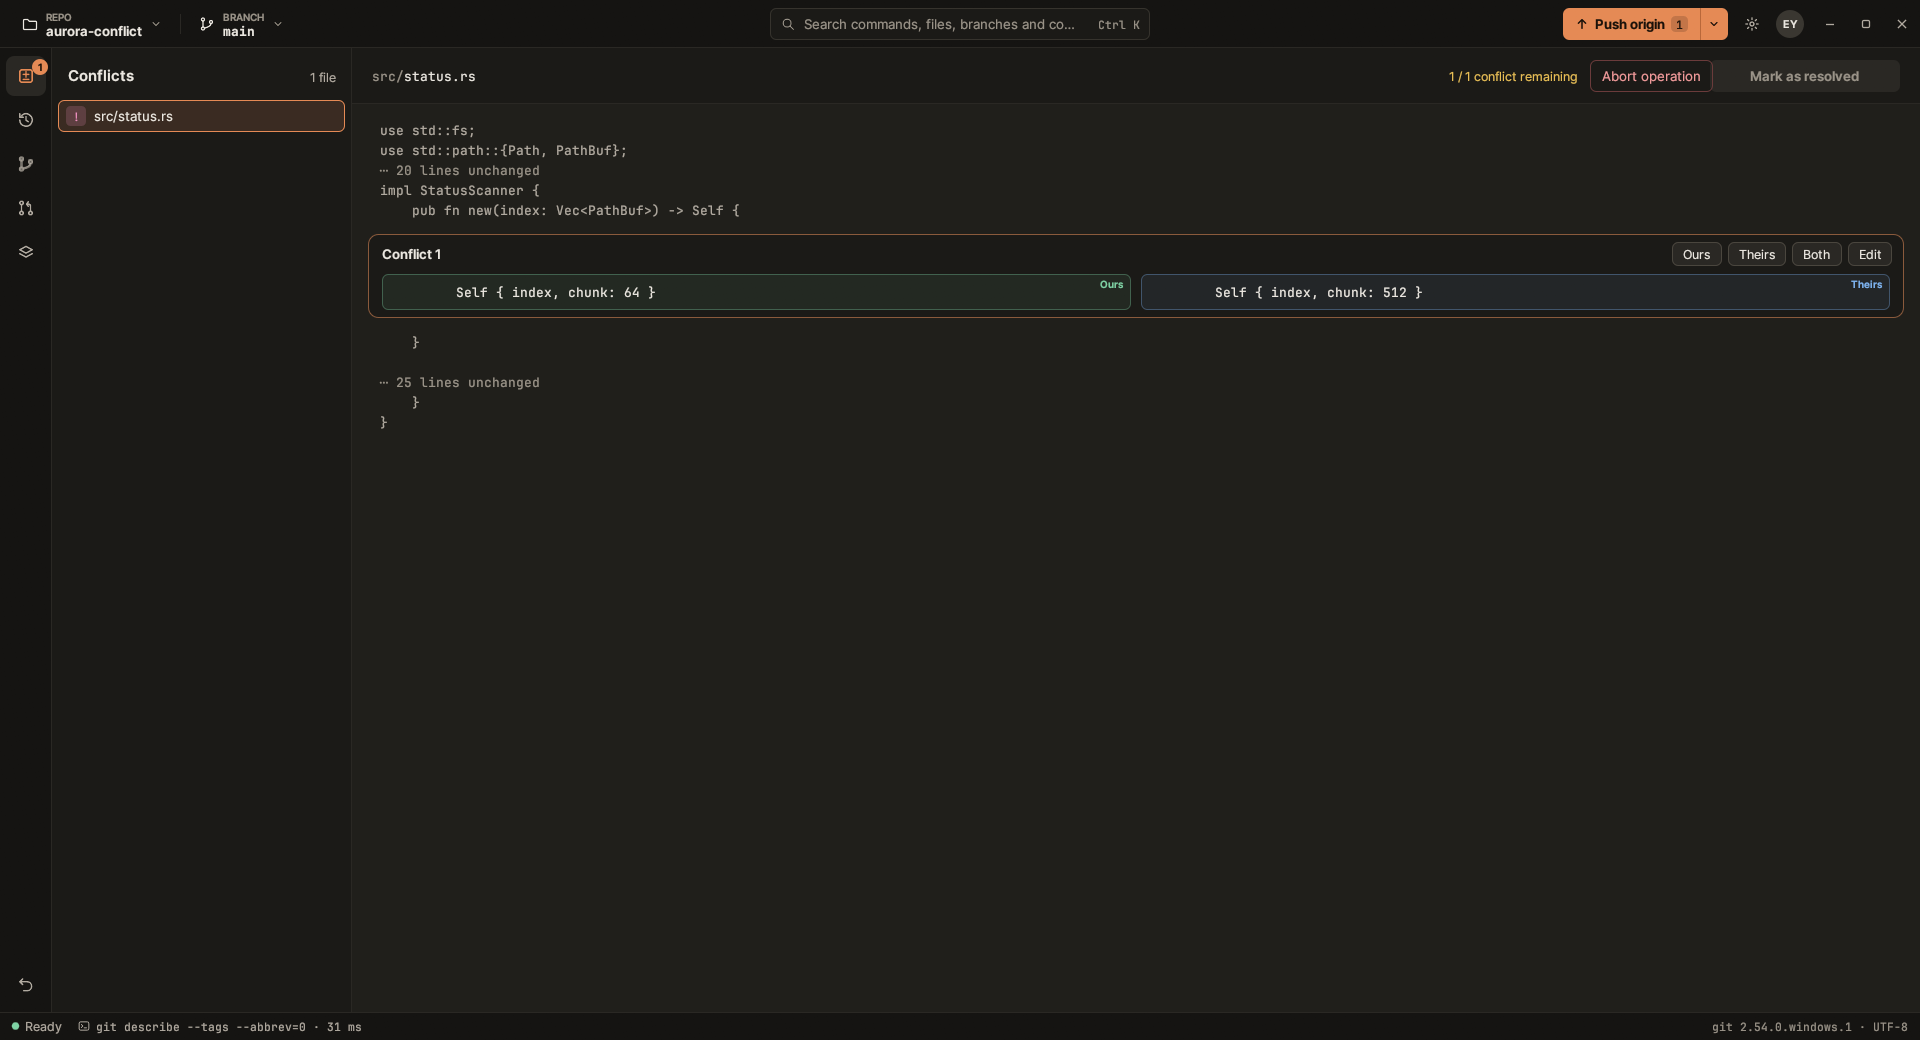 REPO
aurora-conflict
BRANCH
main
Search commands, files, branches and co... Ctrl K
Push origin 1
EY
1
Conflicts
1 file
! src/status.rs
src/status.rs
1 / 1 conflict remaining
Abort operation
Mark as resolved
use std::fs;
use std::path::{Path, PathBuf};
⋯ 20 lines unchanged
impl StatusScanner {
    pub fn new(index: Vec<PathBuf>) -> Self {
Conflict 1
Ours Theirs Both Edit
Self { index, chunk: 64 } Ours
Self { index, chunk: 512 } Theirs
    }
⋯ 25 lines unchanged
    }
}
Ready
git describe --tags --abbrev=0 · 31 ms
git 2.54.0.windows.1 · UTF-8